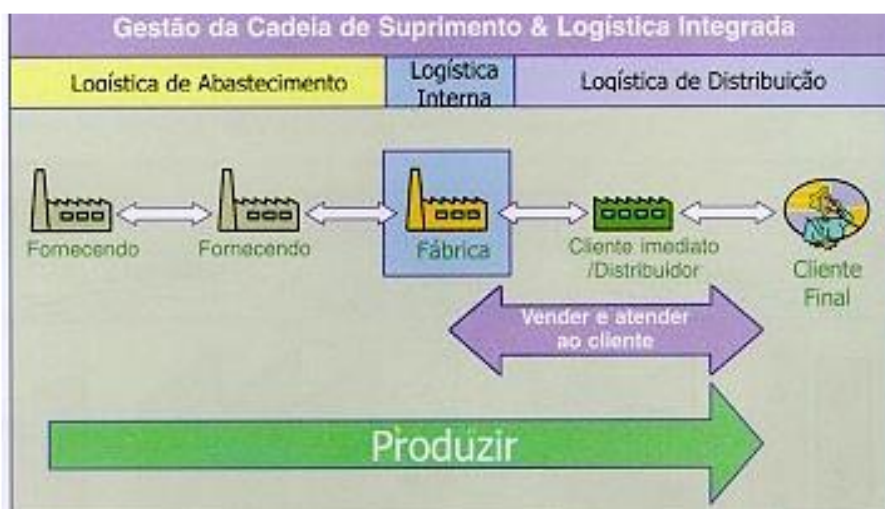 Gestão da Cadeia de Suprimento & Logística Integrada
Logística de Abastecimento
Logística
Interna
Logística de Distribuição
Fornecendo
Fornecendo
Fábrica
Cliente imediato
/Distribuidor
Cliente
Final
Vender e atender
ao cliente
Produzir